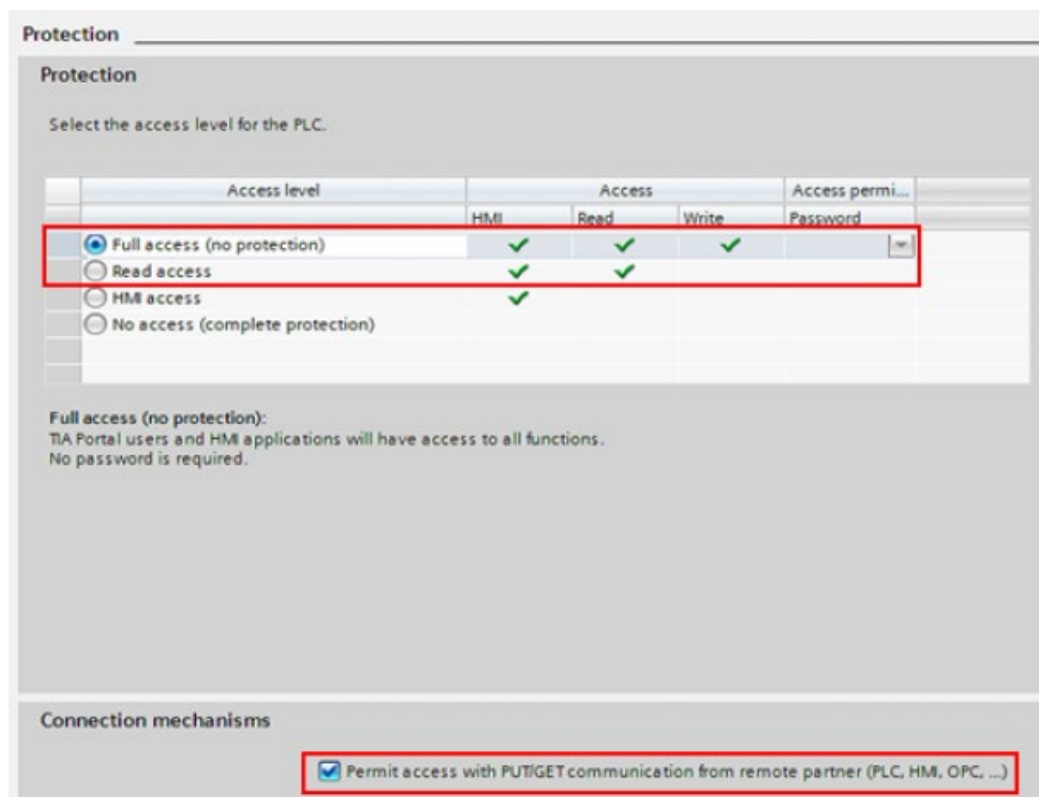 Protection
Protection
Select the access level for the PLC.
Access level Access Access permi...
HMI Read Write Password
Full access (no protection)
Read access
HMI access
No access (complete protection)
Full access (no protection):
TIA Portal users and HMI applications will have access to all functions.
No password is required.
Connection mechanisms
Permit access with PUT/GET communication from remote partner (PLC, HMI, OPC, ...)